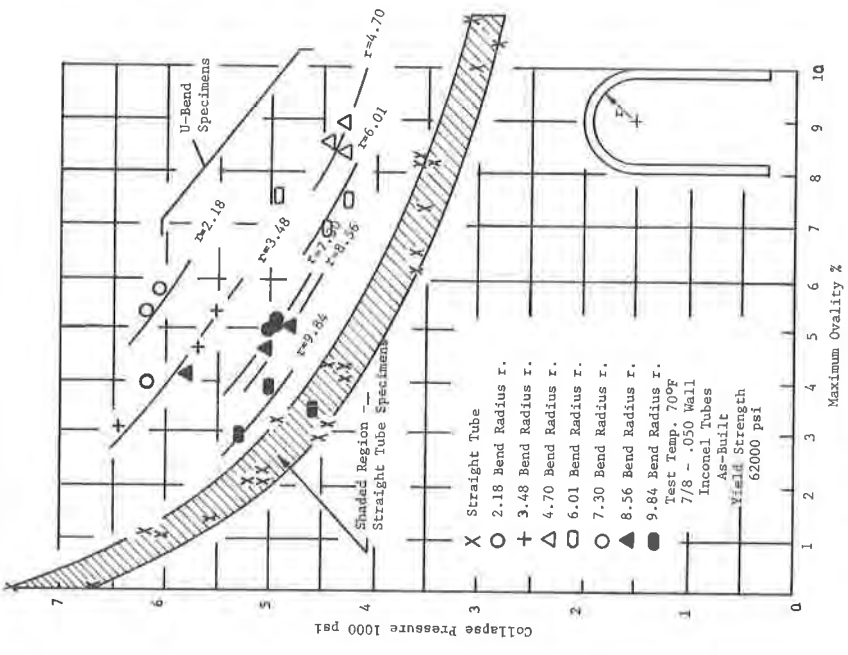 U-Bend
Specimens
r=2.18
r=3.48
r=4.70
r=6.01
r=7.30
r=8.56
r=9.84
Shaded Region --
Straight Tube Specimens
r
X Straight Tube
O 2.18 Bend Radius r.
+ 3.48 Bend Radius r.
△ 4.70 Bend Radius r.
▯ 6.01 Bend Radius r.
O 7.30 Bend Radius r.
▲ 8.56 Bend Radius r.
■ 9.84 Bend Radius r.
Test Temp. 70°F
7/8 - .050 Wall
Inconel Tubes
As-Built
Yield Strength
62000 psi
Collapse Pressure 1000 psi
7
6
5
4
3
2
1
0
1
2
3
4
5
6
7
8
9
10
Maximum Ovality %